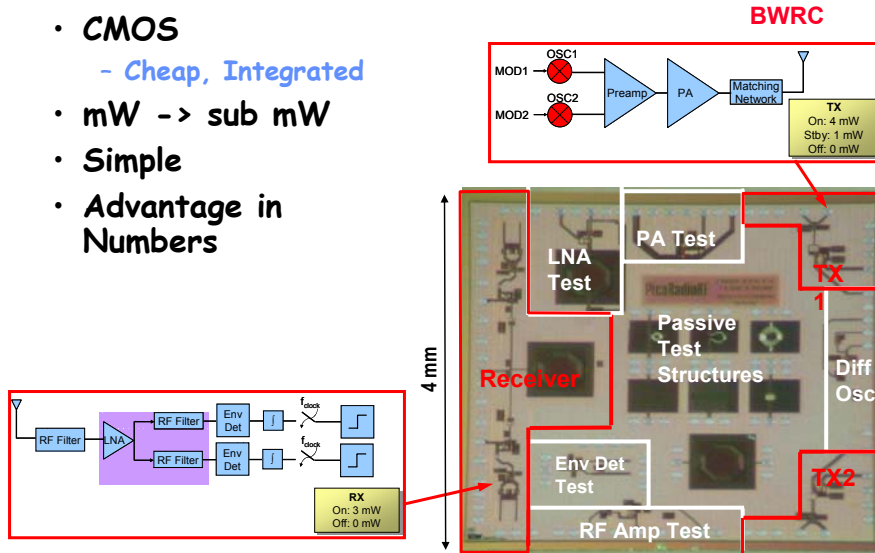 BWRC
• CMOS
– Cheap, Integrated
• mW -> sub mW
• Simple
• Advantage in
Numbers
OSC1
MOD1
OSC2
MOD2
Preamp
PA
Matching
Network
TX
On: 4 mW
Stby: 1 mW
Off: 0 mW
4 mm
LNA
Test
PA Test
TX
1
PicoRadioRF
Passive
Test
Structures
Receiver
Diff
Osc
Env Det
Test
TX2
RF Amp Test
RF Filter
LNA
RF Filter
Env
Det
∫
fclock
RF Filter
Env
Det
∫
fclock
RX
On: 3 mW
Off: 0 mW